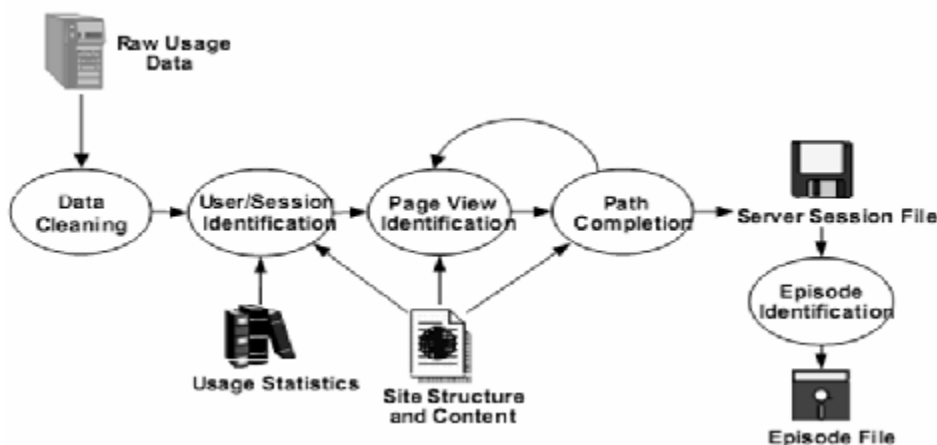 Raw Usage
Data
Data
Cleaning
User/Session
Identification
Page View
Identification
Path
Completion
Server Session File
Usage Statistics
Site Structure
and Content
Episode
Identification
Episode File